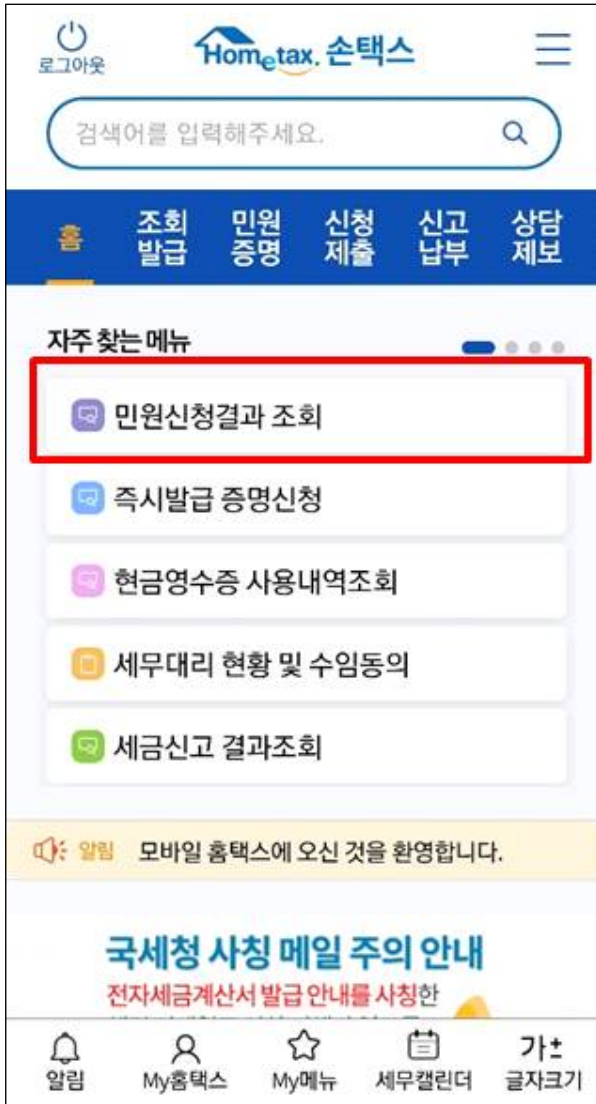 로그아웃
Hometax. 손택스
검색어를 입력해주세요.
홈
조회
발급
민원
증명
신청
제출
신고
납부
상담
제보
자주 찾는 메뉴
민원신청결과 조회
즉시발급 증명신청
현금영수증 사용내역조회
세무대리 현황 및 수임동의
세금신고 결과조회
알림 모바일 홈택스에 오신 것을 환영합니다.
국세청 사칭 메일 주의 안내
전자세금계산서 발급 안내를 사칭한
알림
My홈택스
My메뉴
세무캘린더
가±
글자크기